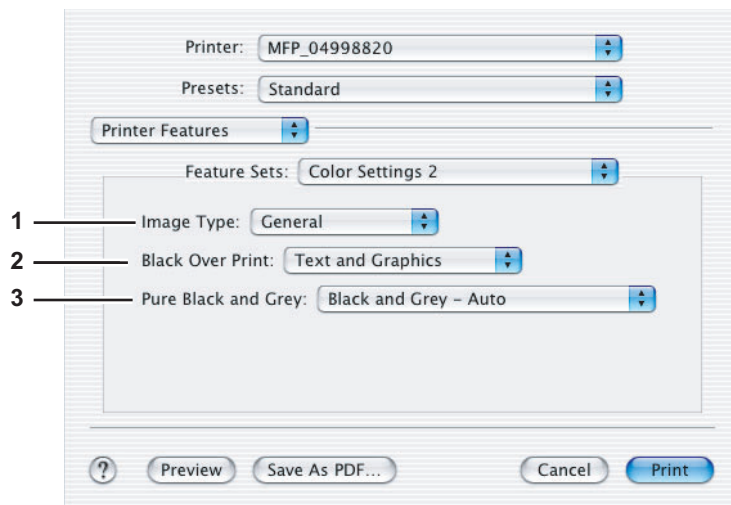 Printer: MFP_04998820
Presets: Standard
Printer Features
Feature Sets: Color Settings 2
1 Image Type: General
2 Black Over Print: Text and Graphics
3 Pure Black and Grey: Black and Grey – Auto
? Preview Save As PDF... Cancel Print